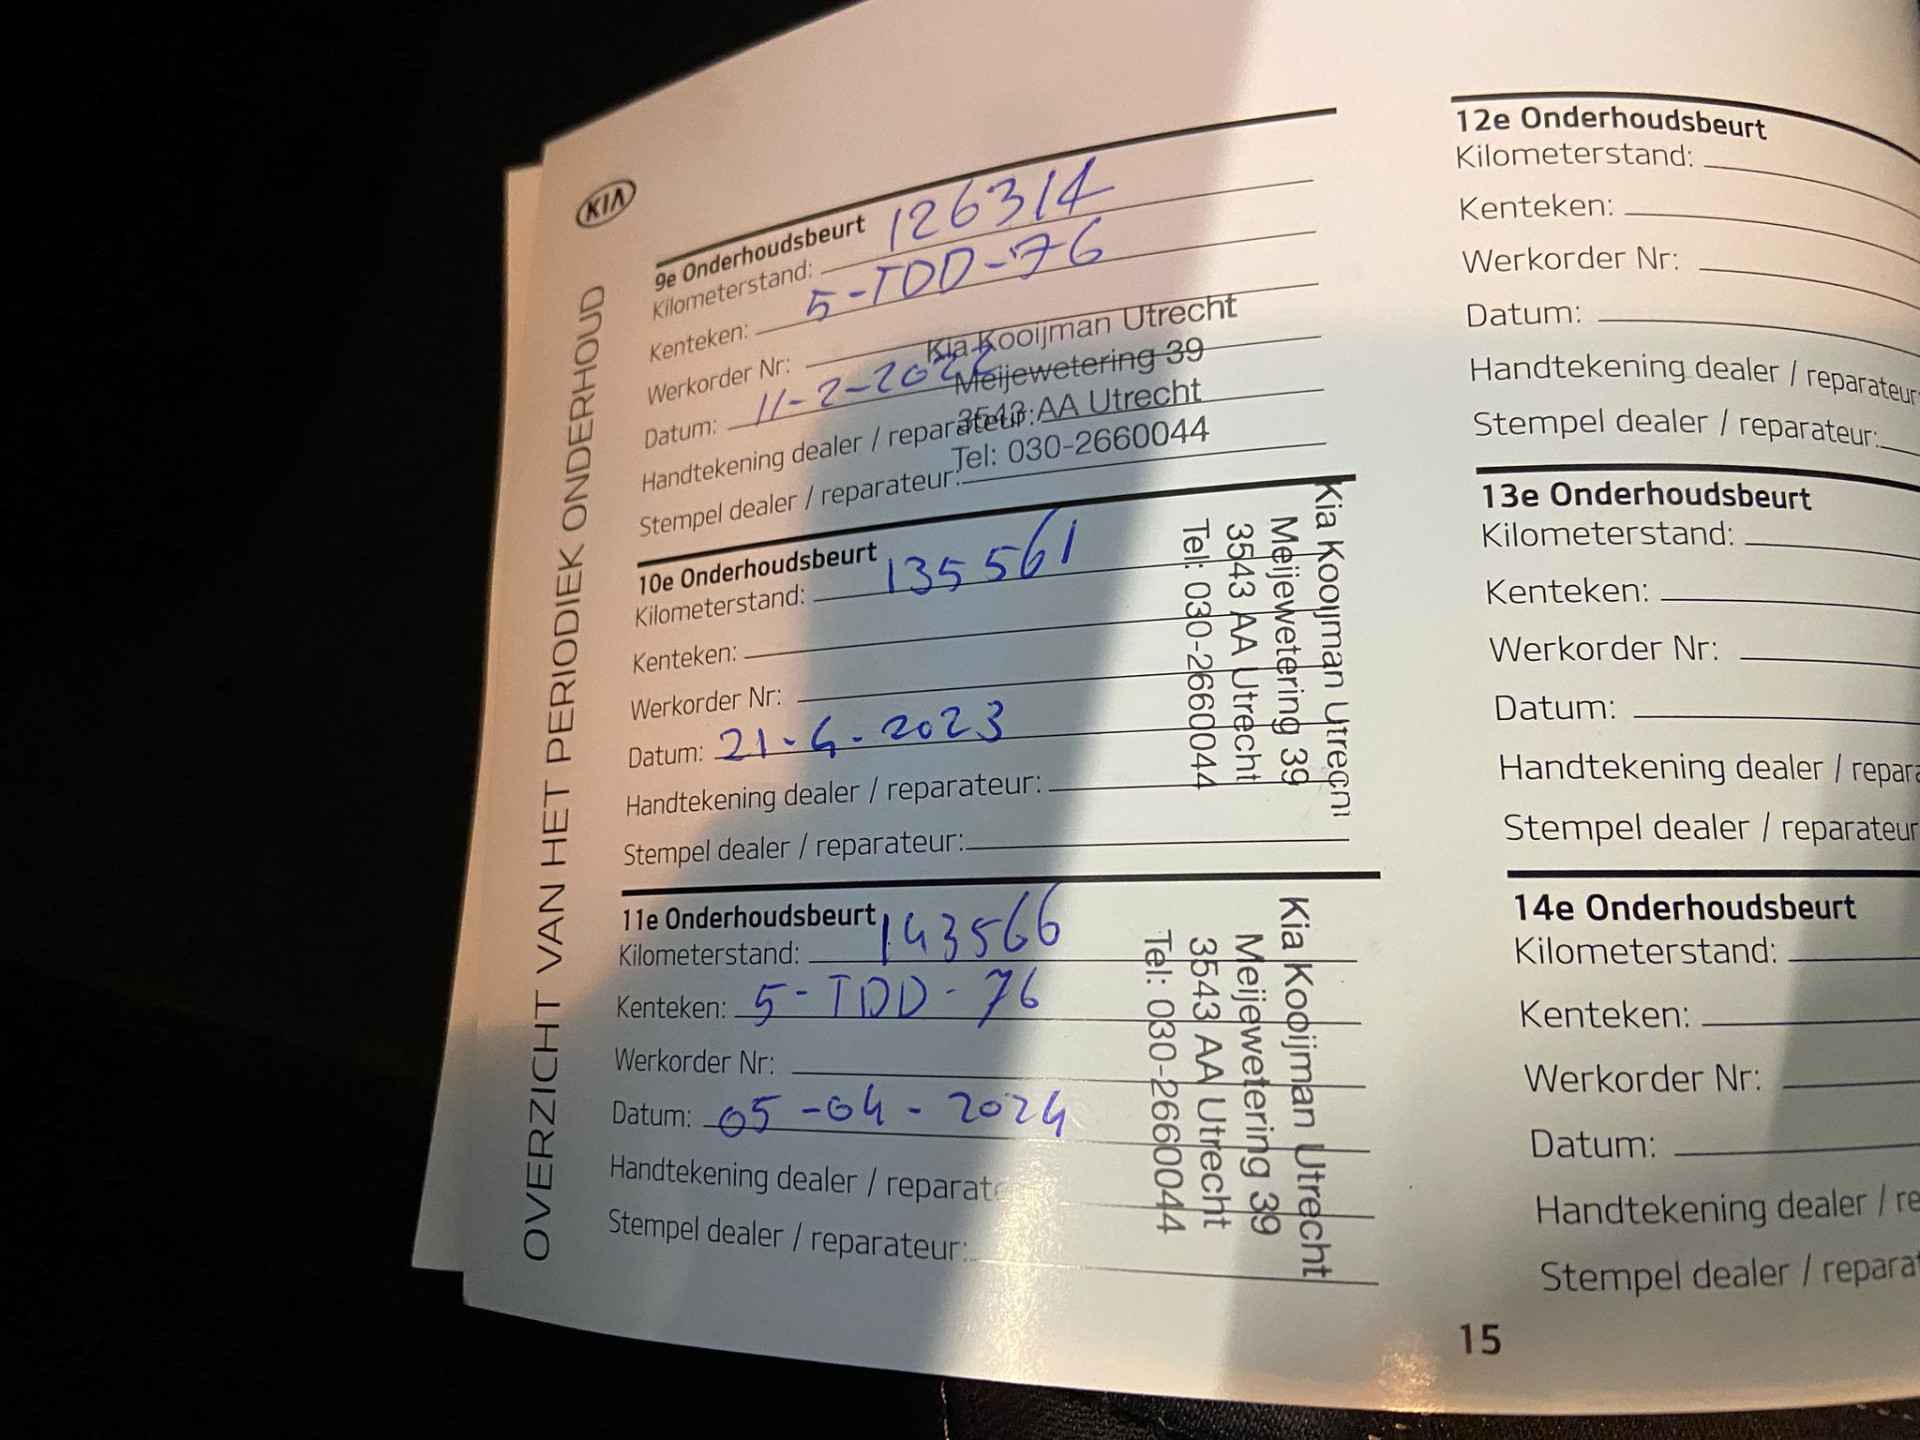 KIA
OVERZICHT VAN HET PERIODIEK ONDERHOUD
9e Onderhoudsbeurt
Kilometerstand: 126314
Kenteken: 5-TDD-76
Werkorder Nr:
Datum: 11-2-2022
Handtekening dealer / reparateur:
Stempel dealer / reparateur:
Kia Kooijman Utrecht
Meijewetering 39
3543 AA Utrecht
Tel: 030-2660044
10e Onderhoudsbeurt
Kilometerstand: 135561
Kenteken:
Werkorder Nr:
Datum: 21-4-2023
Handtekening dealer / reparateur:
Stempel dealer / reparateur:
Kia Kooijman Utrecht
Meijewetering 39
3543 AA Utrecht
Tel: 030-2660044
11e Onderhoudsbeurt
Kilometerstand: 143566
Kenteken: 5-TDD-76
Werkorder Nr:
Datum: 05-04-2024
Handtekening dealer / reparate
Stempel dealer / reparateur:
Kia Kooijman Utrecht
Meijewetering 39
3543 AA Utrecht
Tel: 030-2660044
12e Onderhoudsbeurt
Kilometerstand:
Kenteken:
Werkorder Nr:
Datum:
Handtekening dealer / reparateur
Stempel dealer / reparateur:
13e Onderhoudsbeurt
Kilometerstand:
Kenteken:
Werkorder Nr:
Datum:
Handtekening dealer / repara
Stempel dealer / reparateur
14e Onderhoudsbeurt
Kilometerstand:
Kenteken:
Werkorder Nr:
Datum:
Handtekening dealer / re
Stempel dealer / repara
15